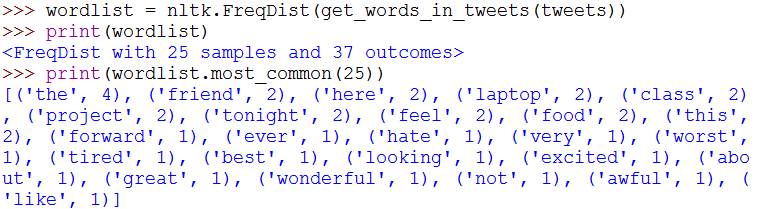 >>> wordlist = nltk.FreqDist(get_words_in_tweets(tweets))
>>> print(wordlist)
<FreqDist with 25 samples and 37 outcomes>
>>> print(wordlist.most_common(25))
[('the', 4), ('friend', 2), ('here', 2), ('laptop', 2), ('class', 2)
, ('project', 2), ('tonight', 2), ('feel', 2), ('food', 2), ('this',
2), ('forward', 1), ('ever', 1), ('hate', 1), ('very', 1), ('worst',
1), ('tired', 1), ('best', 1), ('looking', 1), ('excited', 1), ('abo
ut', 1), ('great', 1), ('wonderful', 1), ('not', 1), ('awful', 1), (
'like', 1)]